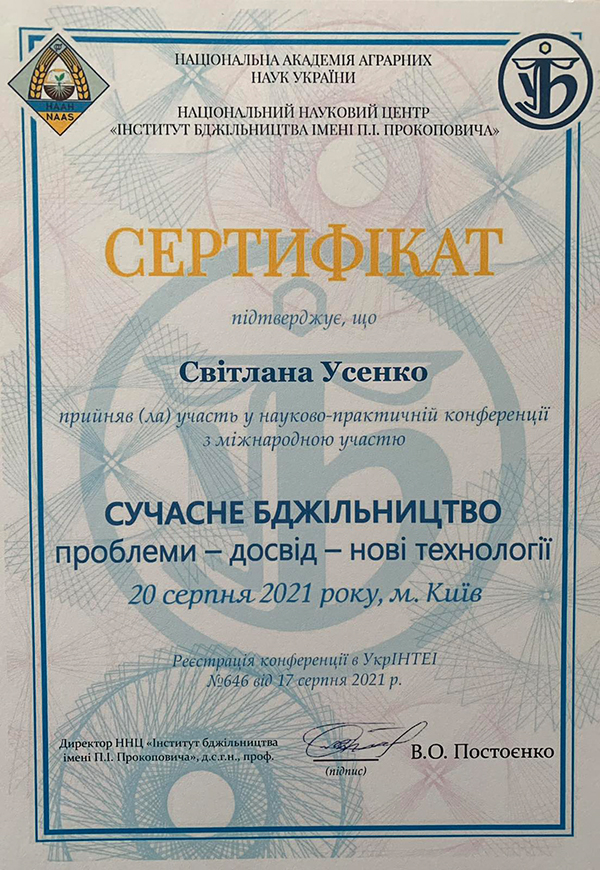 НААН
NAAS
НАЦІОНАЛЬНА АКАДЕМІЯ АГРАРНИХ
НАУК УКРАЇНИ
НАЦІОНАЛЬНИЙ НАУКОВИЙ ЦЕНТР
«ІНСТИТУТ БДЖІЛЬНИЦТВА ІМЕНІ П.І. ПРОКОПОВИЧА»
УБ
СЕРТИФІКАТ
підтверджує, що
Світлана Усенко
прийняв (ла) участь у науково-практичній конференції
з міжнародною участю
СУЧАСНЕ БДЖІЛЬНИЦТВО
проблеми – досвід – нові технології
20 серпня 2021 року, м. Київ
Реєстрація конференції в УкрІНТЕІ
№646 від 17 серпня 2021 р.
Директор ННЦ «Інститут бджільництва
імені П.І. Прокоповича», д.с.г.н., проф.
(підпис)
В.О. Постоєнко